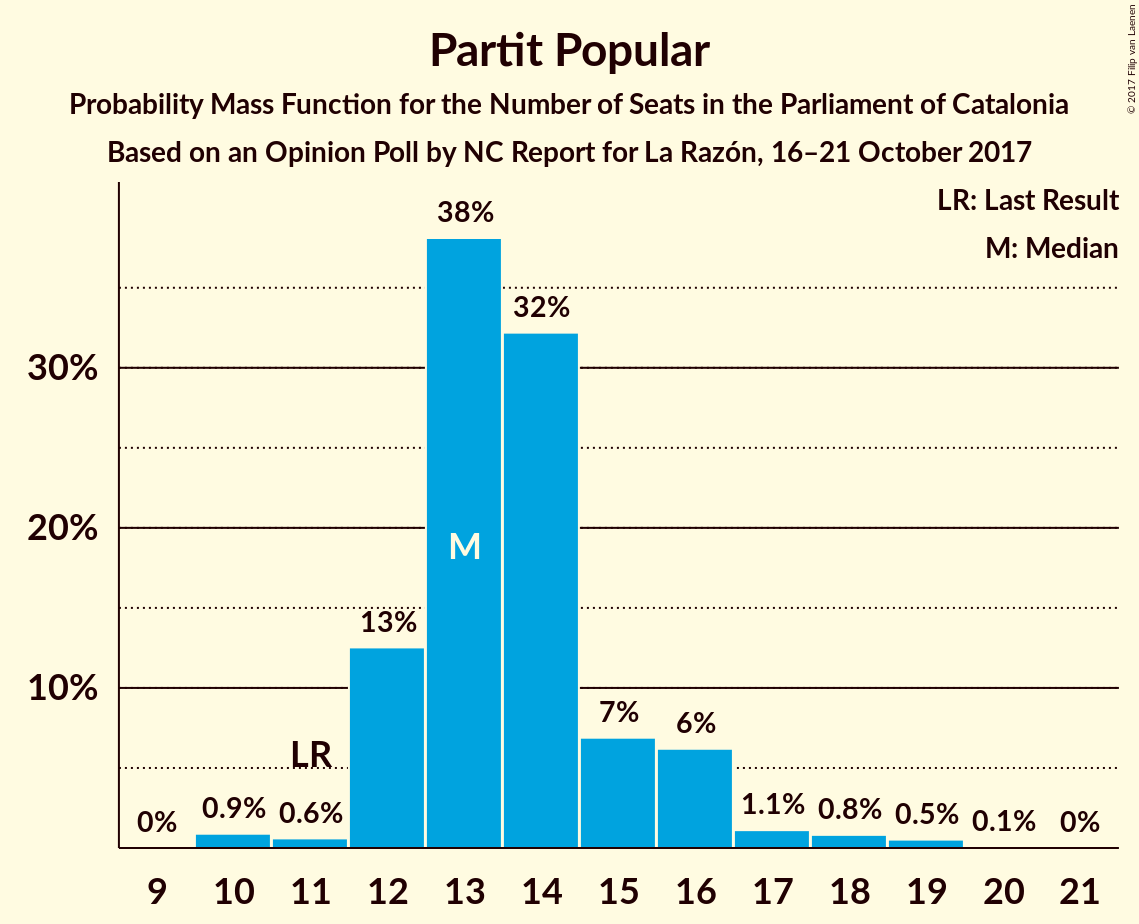 Partit Popular
Probability Mass Function for the Number of Seats in the Parliament of Catalonia
Based on an Opinion Poll by NC Report for La Razón, 16–21 October 2017
© 2017 Filip van Laenen
LR: Last Result
M: Median
38%
32%
30%
20%
M
13%
10%
7%
6%
LR
0% 0.9% 0.6% 1.1% 0.8% 0.5% 0.1% 0%
9 10 11 12 13 14 15 16 17 18 19 20 21